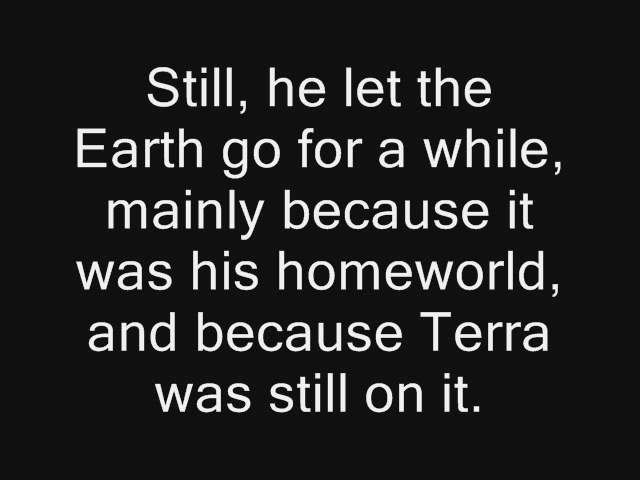 Still, he let the
Earth go for a while,
mainly because it
was his homeworld,
and because Terra
was still on it.